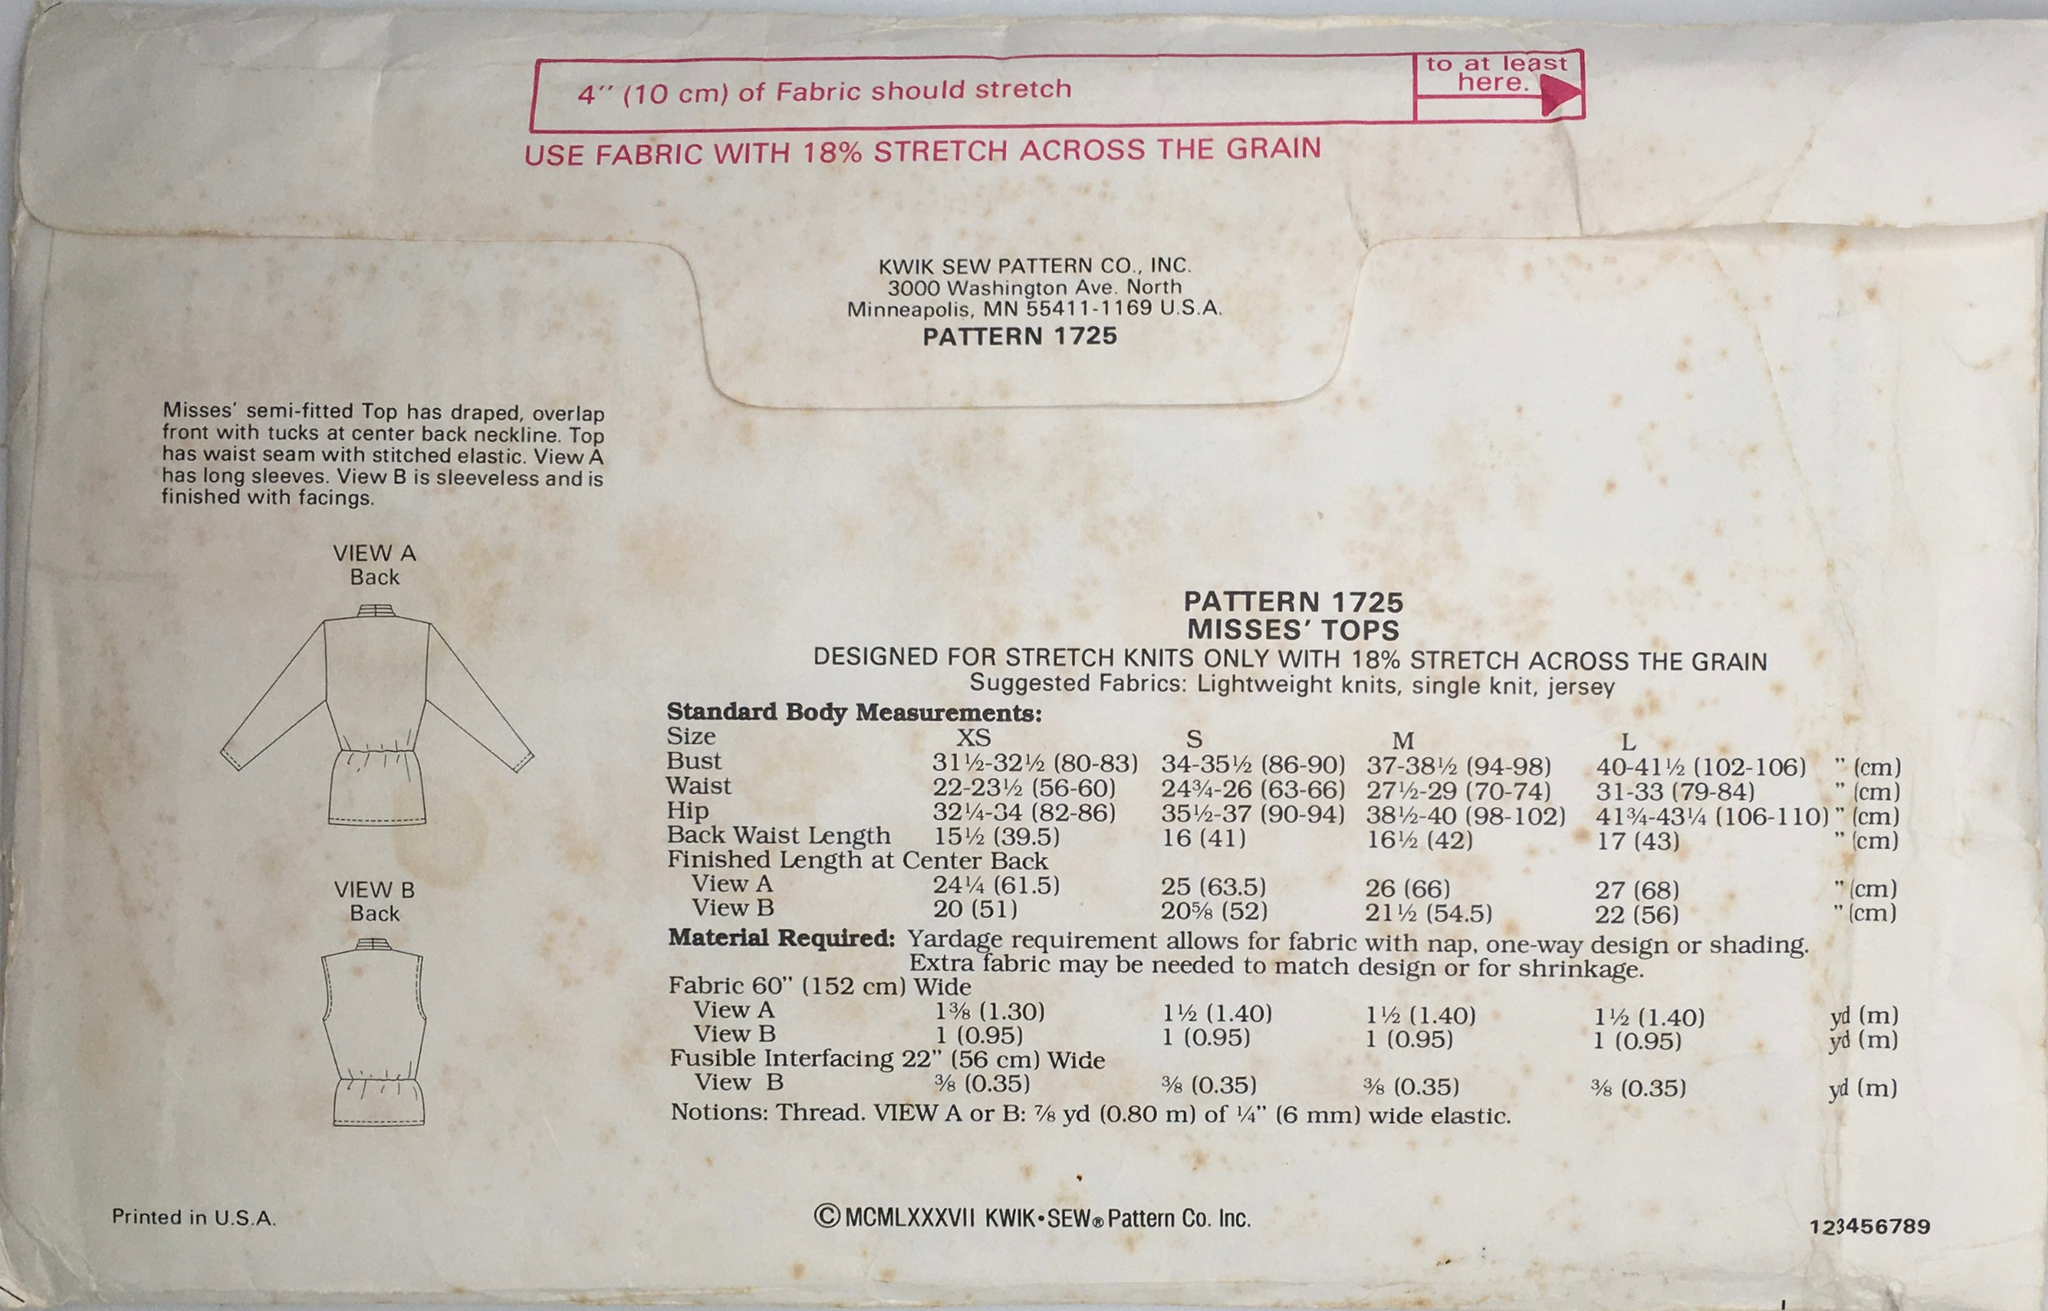 4'' (10 cm) of Fabric should stretch
to at least
here.
USE FABRIC WITH 18% STRETCH ACROSS THE GRAIN
KWIK SEW PATTERN CO., INC.
3000 Washington Ave. North
Minneapolis, MN 55411-1169 U.S.A.
PATTERN 1725
Misses' semi-fitted Top has draped, overlap
front with tucks at center back neckline. Top
has waist seam with stitched elastic. View A
has long sleeves. View B is sleeveless and is
finished with facings.
VIEW A
Back
VIEW B
Back
PATTERN 1725
MISSES' TOPS
DESIGNED FOR STRETCH KNITS ONLY WITH 18% STRETCH ACROSS THE GRAIN
Suggested Fabrics: Lightweight knits, single knit, jersey
Standard Body Measurements:
Size XS S M L
Bust 31½-32½ (80-83) 34-35½ (86-90) 37-38½ (94-98) 40-41½ (102-106) " (cm)
Waist 22-23½ (56-60) 24¾-26 (63-66) 27½-29 (70-74) 31-33 (79-84) " (cm)
Hip 32¼-34 (82-86) 35½-37 (90-94) 38½-40 (98-102) 41¾-43¼ (106-110) " (cm)
Back Waist Length 15½ (39.5) 16 (41) 16½ (42) 17 (43) " (cm)
Finished Length at Center Back
View A 24¼ (61.5) 25 (63.5) 26 (66) 27 (68) " (cm)
View B 20 (51) 20⅝ (52) 21½ (54.5) 22 (56) " (cm)
Material Required: Yardage requirement allows for fabric with nap, one-way design or shading.
Extra fabric may be needed to match design or for shrinkage.
Fabric 60" (152 cm) Wide
View A 1⅜ (1.30) 1½ (1.40) 1½ (1.40) 1½ (1.40) yd (m)
View B 1 (0.95) 1 (0.95) 1 (0.95) 1 (0.95) yd (m)
Fusible Interfacing 22" (56 cm) Wide
View B ⅜ (0.35) ⅜ (0.35) ⅜ (0.35) ⅜ (0.35) yd (m)
Notions: Thread. VIEW A or B: ⅞ yd (0.80 m) of ¼" (6 mm) wide elastic.
Printed in U.S.A.
© MCMLXXXVII KWIK•SEW® Pattern Co. Inc.
123456789